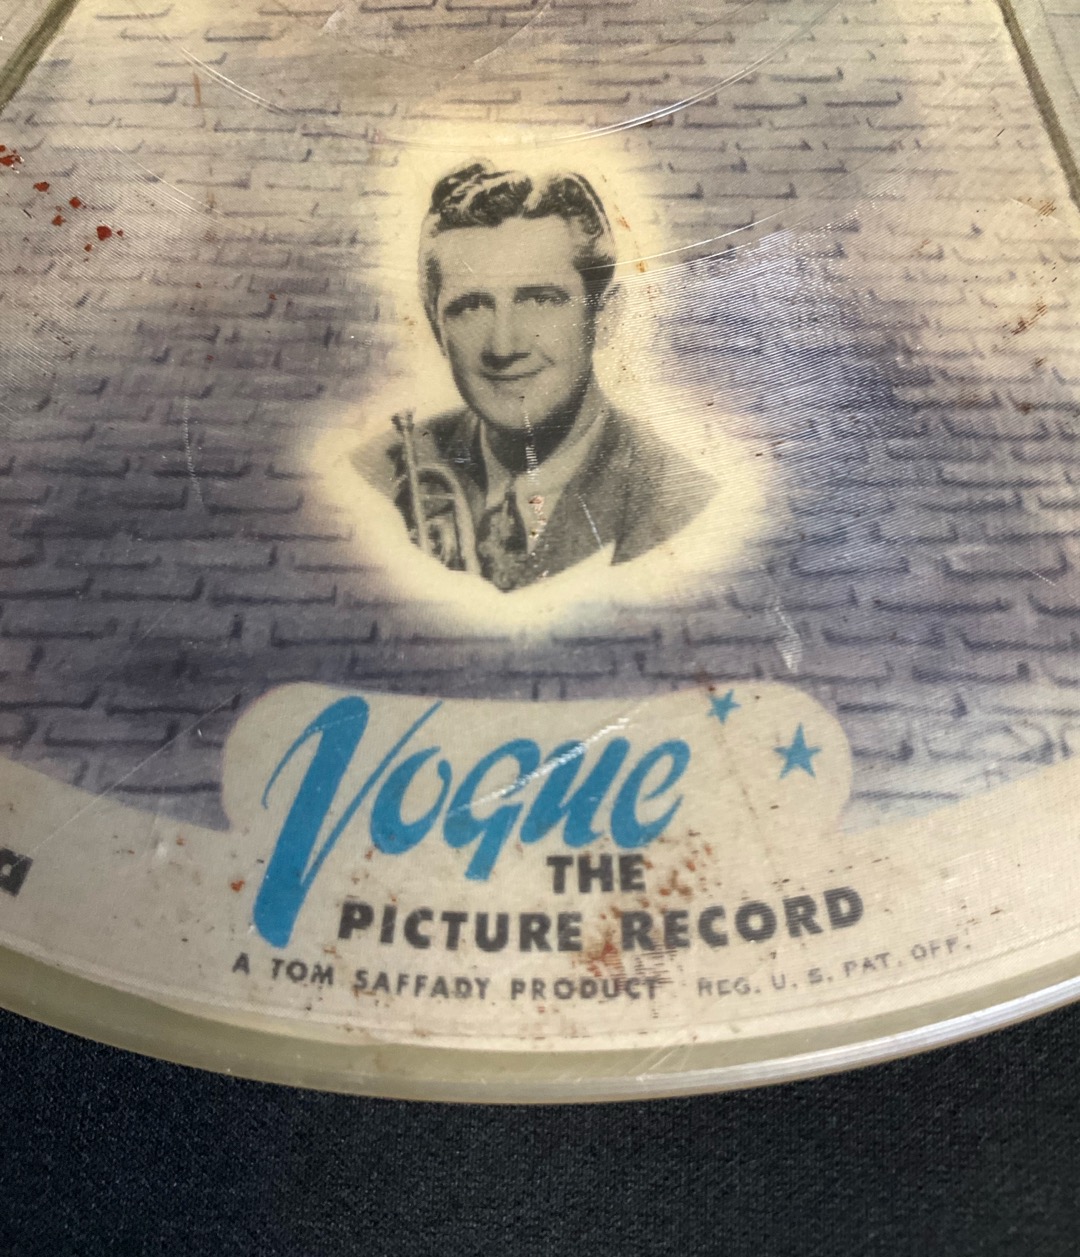 Vogue
THE
PICTURE RECORD
A TOM SAFFADY PRODUCT REG. U. S. PAT. OFF.